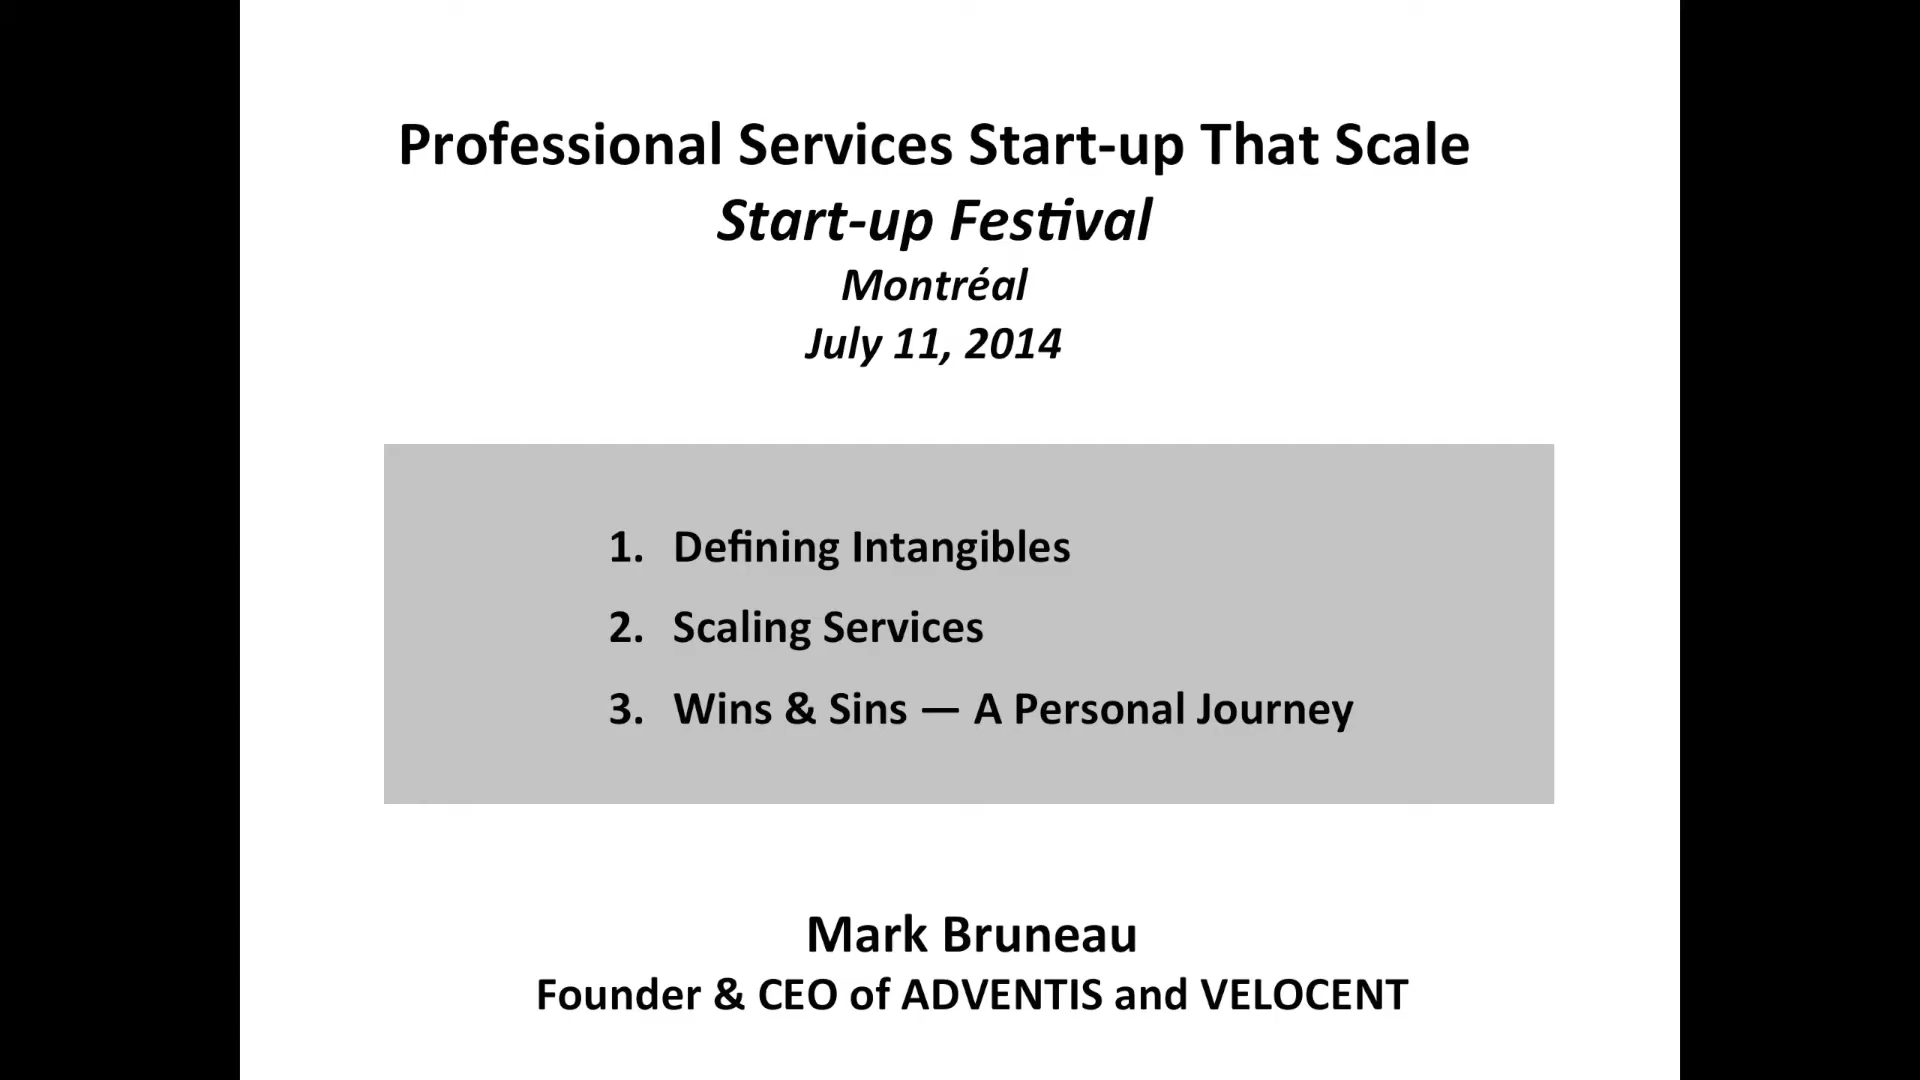 Professional Services Start-up That Scale
Start-up Festival
Montréal
July 11, 2014
1. Defining Intangibles
2. Scaling Services
3. Wins & Sins — A Personal Journey
Mark Bruneau
Founder & CEO of ADVENTIS and VELOCENT